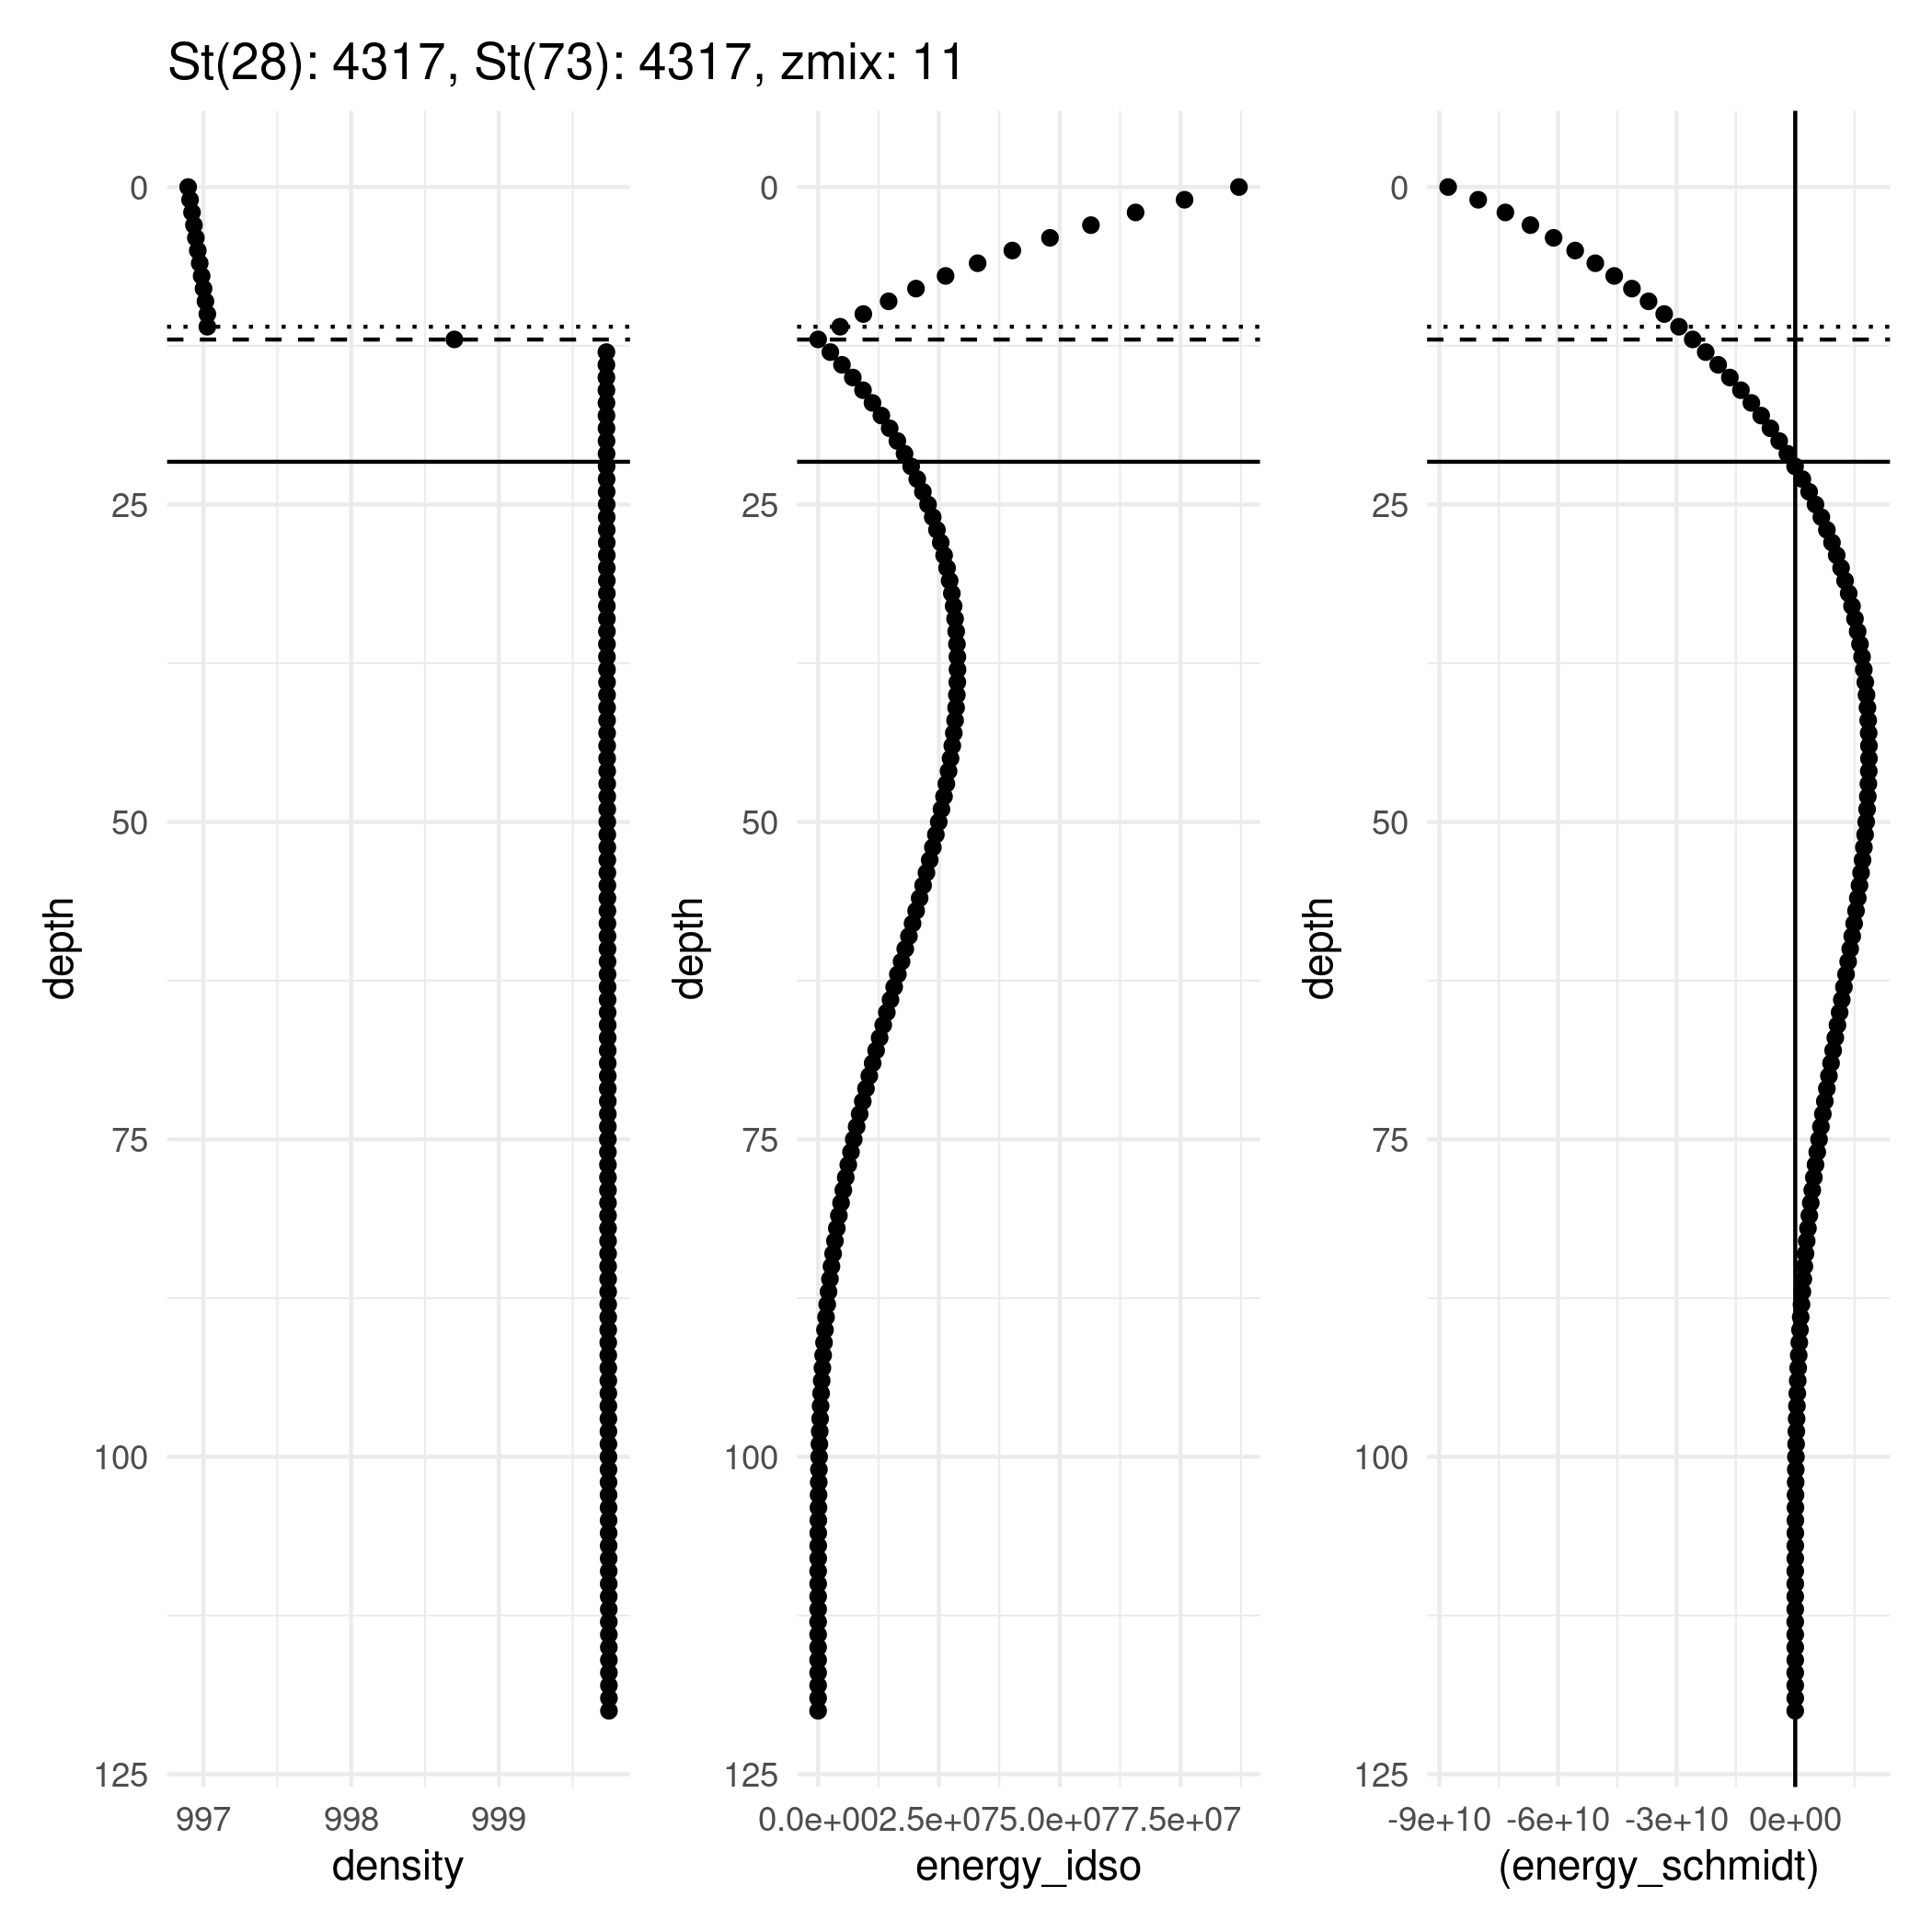 St(28): 4317, St(73): 4317, zmix: 11
depth
0
25
50
75
100
125
997 998 999
density
depth
0
25
50
75
100
125
0.0e+002.5e+075.0e+077.5e+07
energy_idso
depth
0
25
50
75
100
125
-9e+10 -6e+10 -3e+10 0e+00
(energy_schmidt)